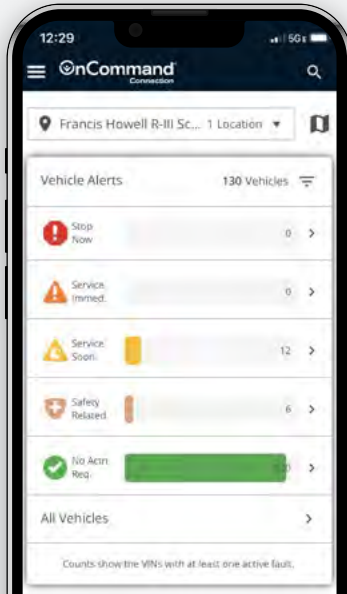 12:29
5G
OnCommand
Connection
Francis Howell R-III Sc... 1 Location
Vehicle Alerts 130 Vehicles
Stop
Now
0
Service
Immed.
0
Service
Soon
12
Safety
Related
6
No Actn
Req.
All Vehicles
Counts show the VINs with at least one active fault.